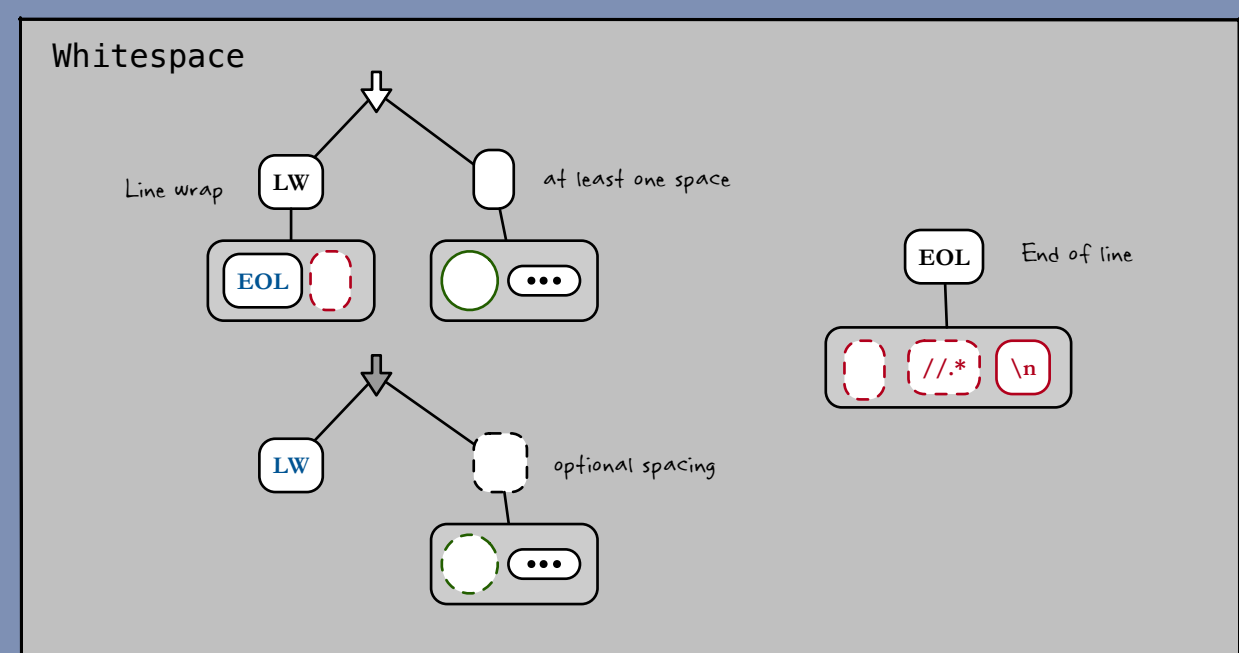 Whitespace
Line wrap
LW
at least one space
EOL
•••
EOL
End of line
//.*
\n
LW
optional spacing
•••